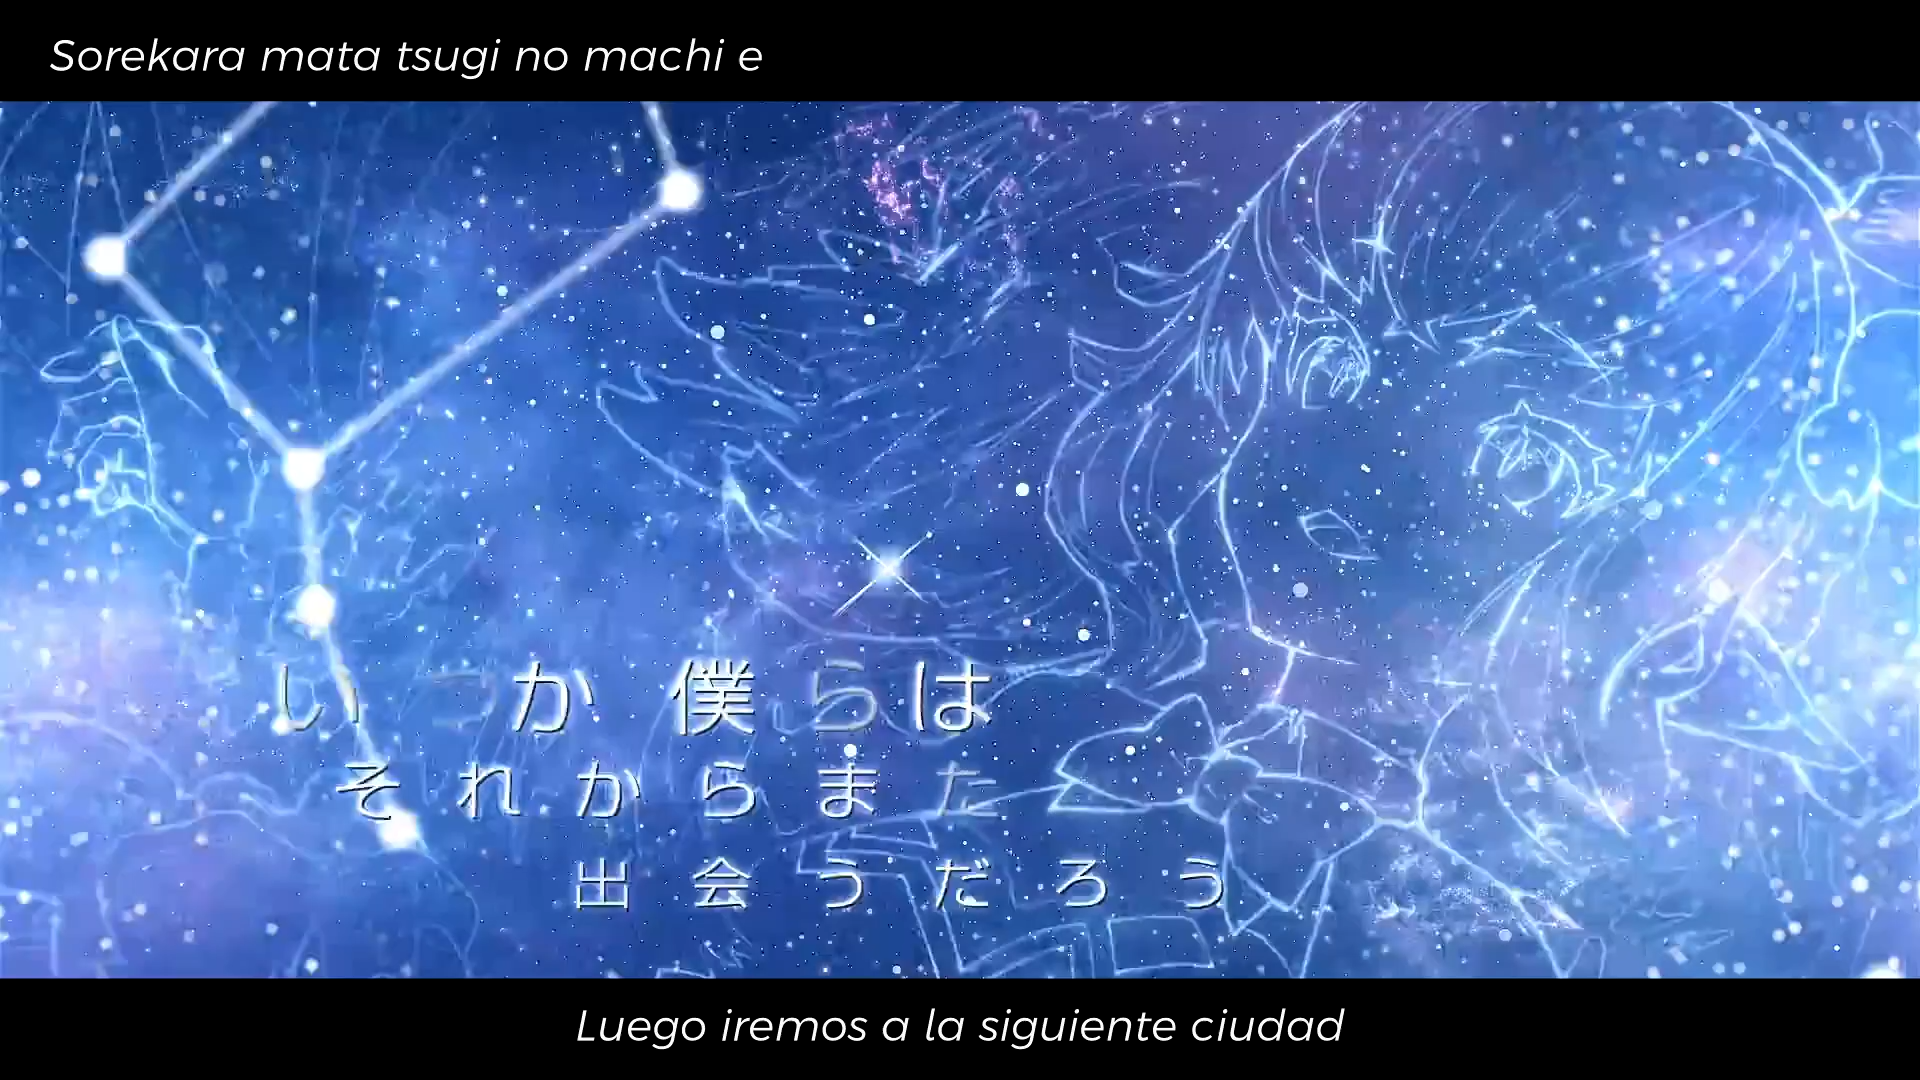 Sorekara mata tsugi no machi e
いつか 僕らは
それからまた
出会うだろう
Luego iremos a la siguiente ciudad